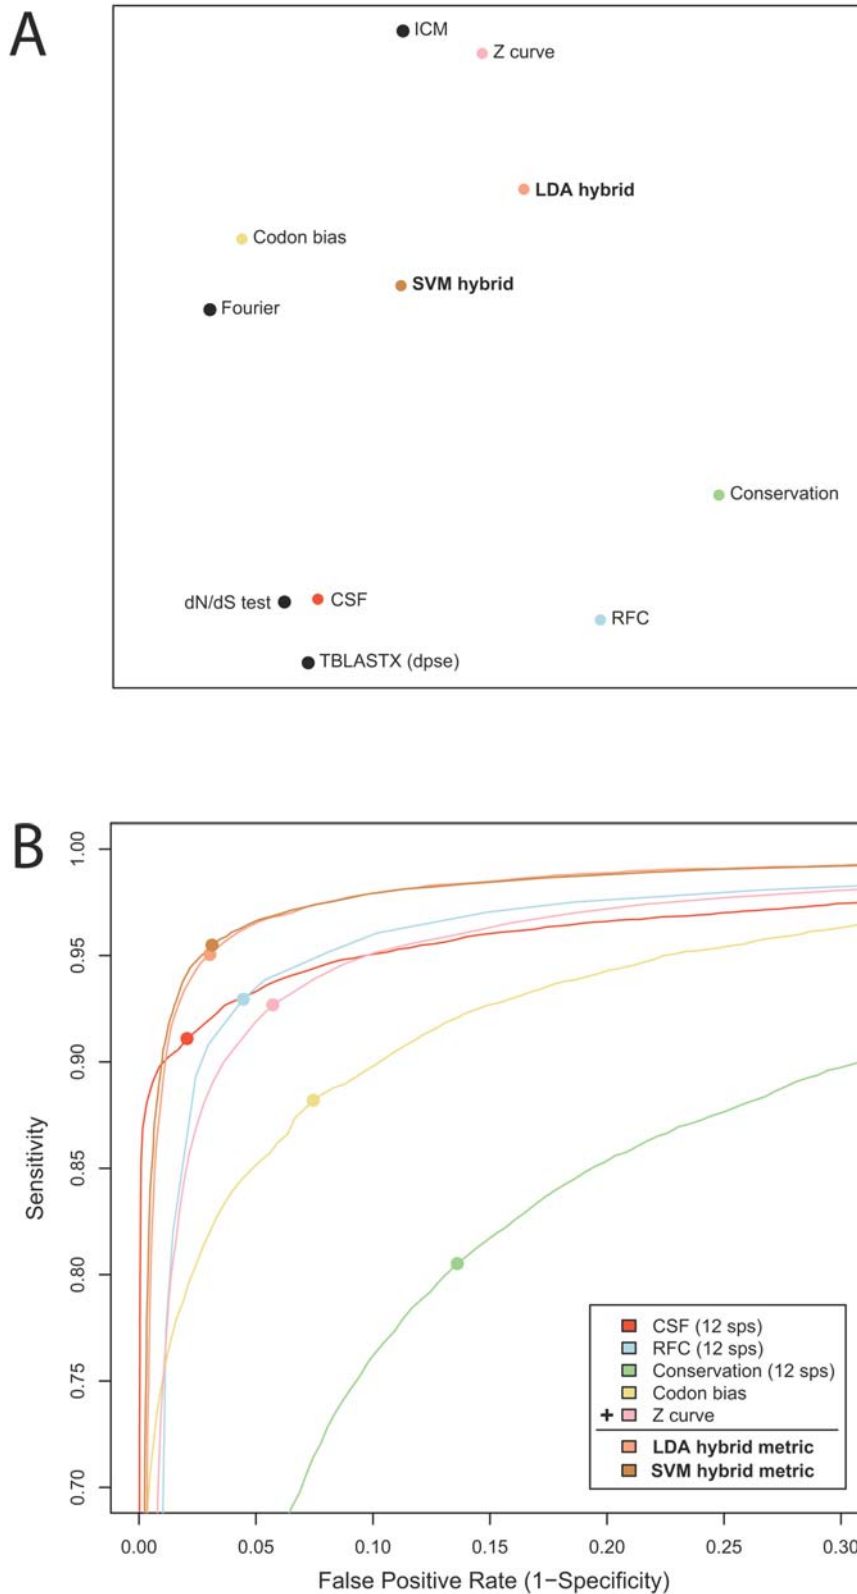 A
ICM
Z curve
LDA hybrid
Codon bias
SVM hybrid
Fourier
Conservation
dN/dS test
CSF
RFC
TBLASTX (dpse)
B
1.00
0.95
0.90
0.85
0.80
0.75
0.70
Sensitivity
CSF (12 sps)
RFC (12 sps)
Conservation (12 sps)
Codon bias
+ Z curve
LDA hybrid metric
SVM hybrid metric
0.00 0.05 0.10 0.15 0.20 0.25 0.30
False Positive Rate (1−Specificity)